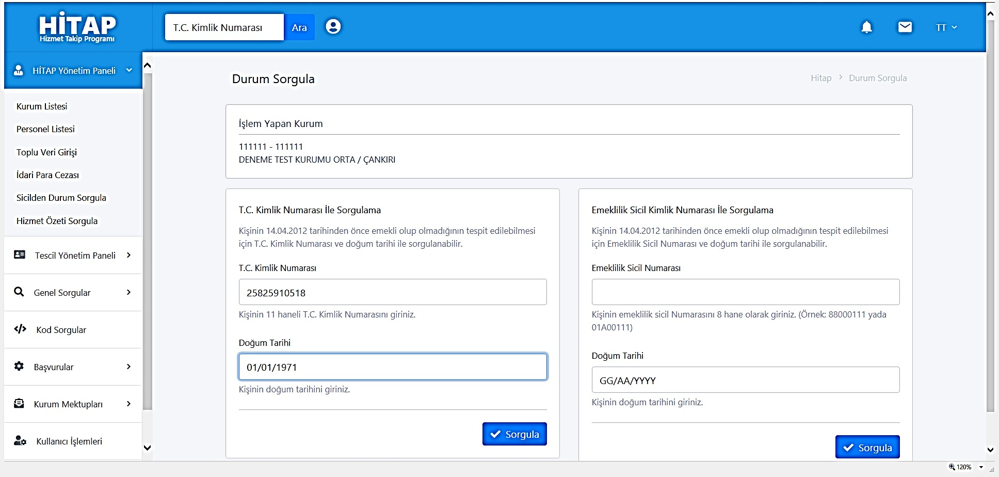 HİTAP
Hizmet Takip Programı
T.C. Kimlik Numarası
Ara
TT
HİTAP Yönetim Paneli
Kurum Listesi
Personel Listesi
Toplu Veri Girişi
İdari Para Cezası
Sicilden Durum Sorgula
Hizmet Özeti Sorgula
Tescil Yönetim Paneli
Genel Sorgular
Kod Sorgular
Başvurular
Kurum Mektupları
Kullanıcı İşlemleri
Durum Sorgula
Hitap > Durum Sorgula
İşlem Yapan Kurum
111111 - 111111
DENEME TEST KURUMU ORTA / ÇANKIRI
T.C. Kimlik Numarası İle Sorgulama
Kişinin 14.04.2012 tarihinden önce emekli olup olmadığının tespit edilebilmesi
için T.C. Kimlik Numarası ve doğum tarihi ile sorgulanabilir.
T.C. Kimlik Numarası
25825910518
Kişinin 11 haneli T.C. Kimlik Numarasını giriniz.
Doğum Tarihi
01/01/1971
Kişinin doğum tarihini giriniz.
Sorgula
Emeklilik Sicil Kimlik Numarası İle Sorgulama
Kişinin 14.04.2012 tarihinden önce emekli olup olmadığının tespit edilebilmesi
için Emeklilik Sicil Numarası ve doğum tarihi ile sorgulanabilir.
Emeklilik Sicil Numarası
Kişinin emeklilik sicil Numarasını 8 hane olarak giriniz. (Örnek: 88000111 yada
01A00111)
Doğum Tarihi
GG/AA/YYYY
Kişinin doğum tarihini giriniz.
Sorgula
120%